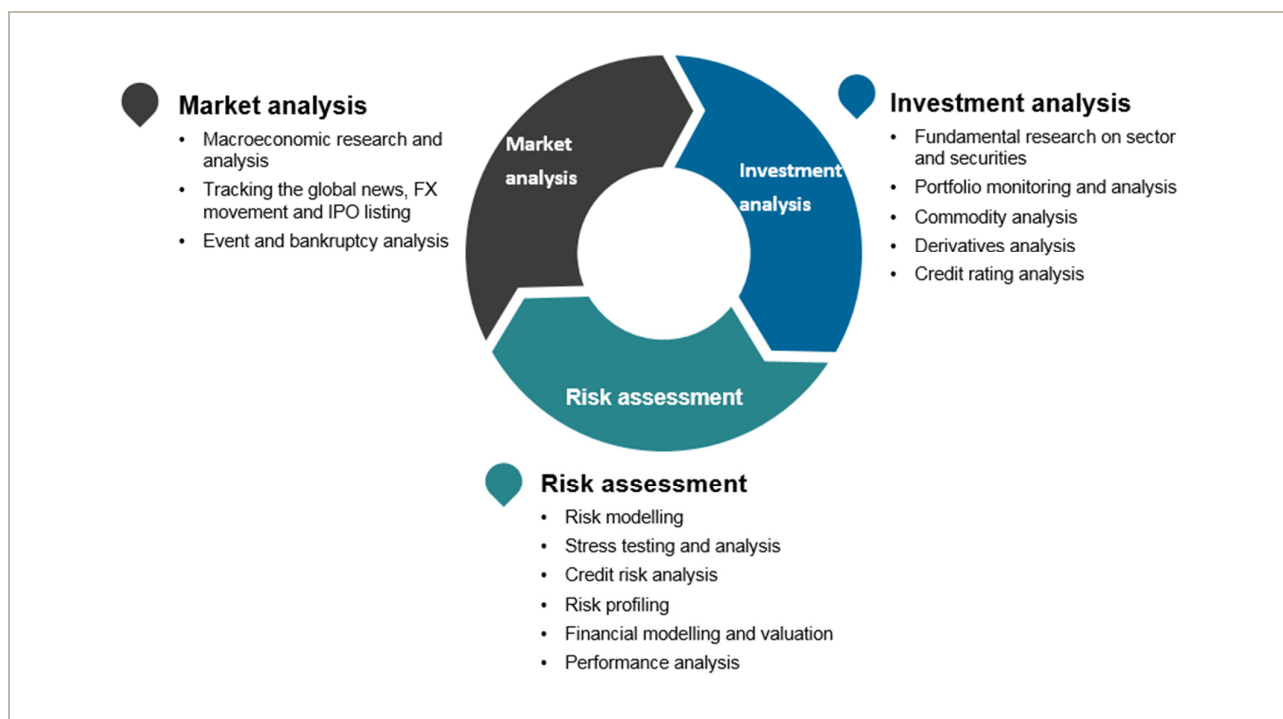 Market analysis
• Macroeconomic research and
analysis
• Tracking the global news, FX
movement and IPO listing
• Event and bankruptcy analysis
Market
analysis
Investment
analysis
Investment analysis
• Fundamental research on sector
and securities
• Portfolio monitoring and analysis
• Commodity analysis
• Derivatives analysis
• Credit rating analysis
Risk assessment
Risk assessment
• Risk modelling
• Stress testing and analysis
• Credit risk analysis
• Risk profiling
• Financial modelling and valuation
• Performance analysis